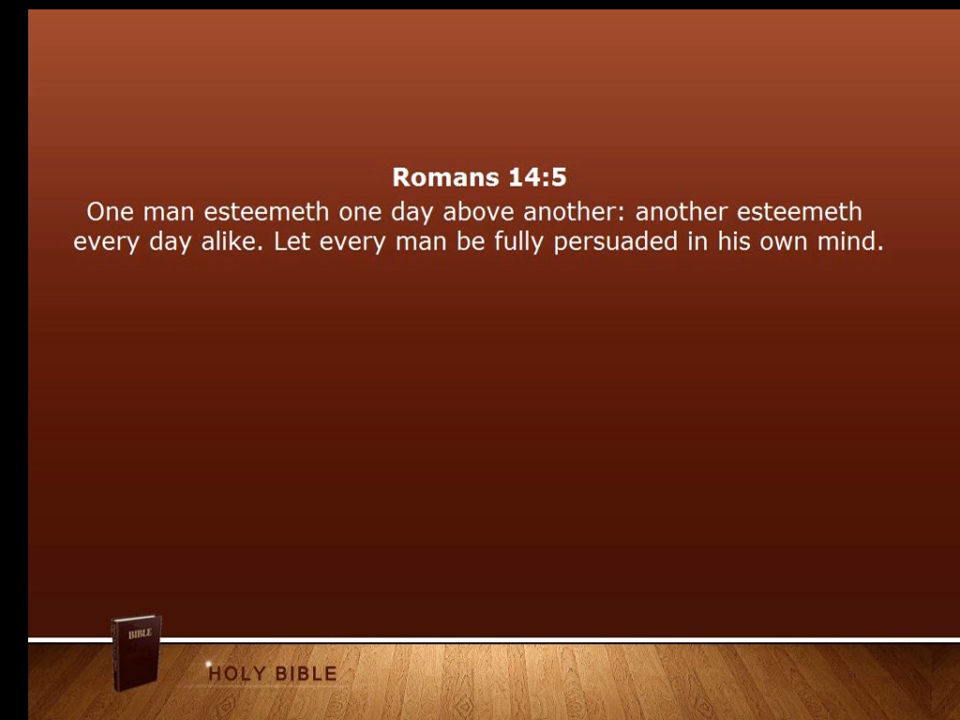 Romans 14:5
One man esteemeth one day above another: another esteemeth
every day alike. Let every man be fully persuaded in his own mind.
BIBLE
HOLY BIBLE